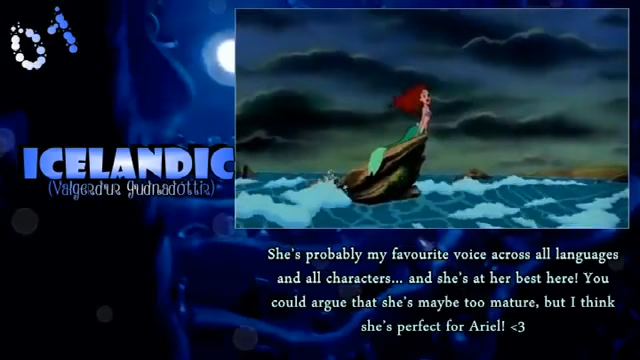 ICELANDIC
(Valgerður Guðnadóttir)
She's probably my favourite voice across all languages
and all characters... and she's at her best here! You
could argue that she's maybe too mature, but I think
she's perfect for Ariel! <3